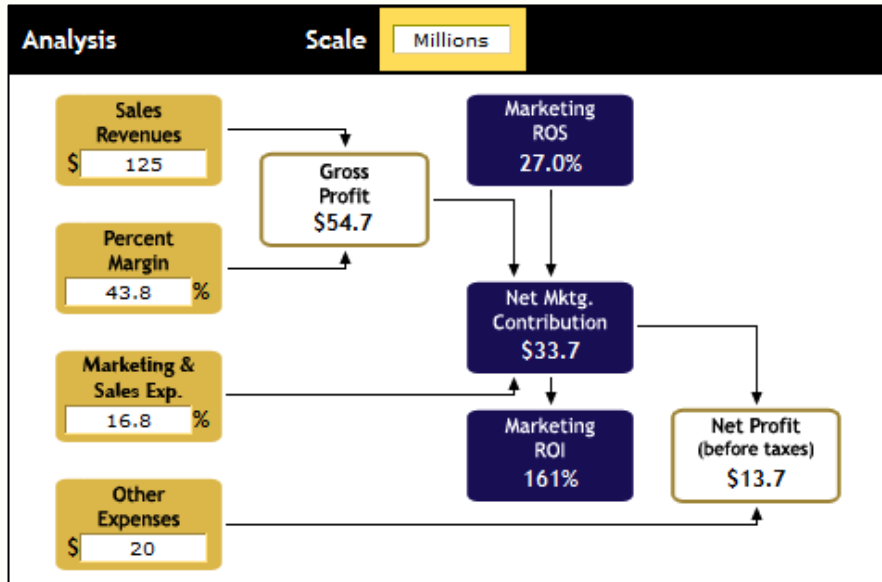 Analysis
Scale
Millions
Sales
Revenues
$ 125
Percent
Margin
43.8 %
Marketing &
Sales Exp.
16.8 %
Other
Expenses
$ 20
Gross
Profit
$54.7
Marketing
ROS
27.0%
Net Mktg.
Contribution
$33.7
Marketing
ROI
161%
Net Profit
(before taxes)
$13.7